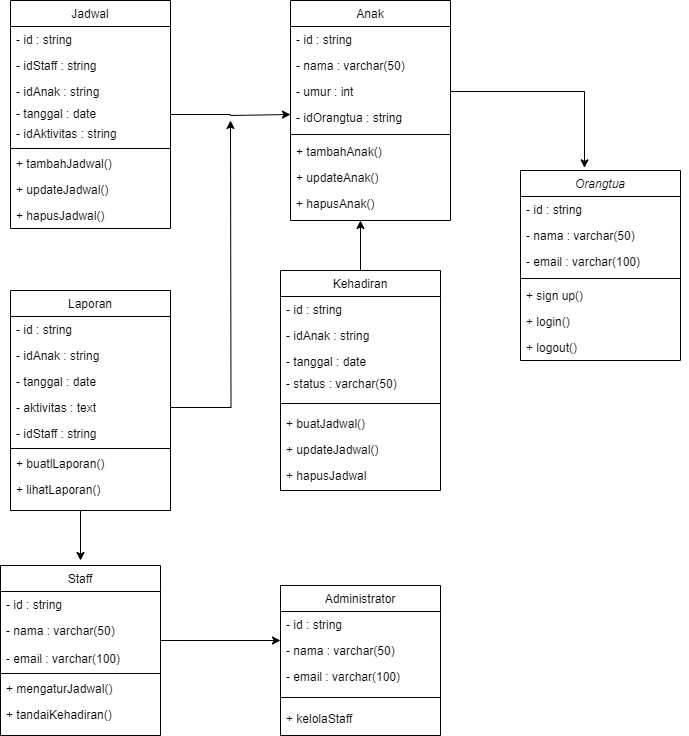 Jadwal
- id : string
- idStaff : string
- idAnak : string
- tanggal : date
- idAktivitas : string
+ tambahJadwal()
+ updateJadwal()
+ hapusJadwal()
Anak
- id : string
- nama : varchar(50)
- umur : int
- idOrangtua : string
+ tambahAnak()
+ updateAnak()
+ hapusAnak()
Orangtua
- id : string
- nama : varchar(50)
- email : varchar(100)
+ sign up()
+ login()
+ logout()
Laporan
- id : string
- idAnak : string
- tanggal : date
- aktivitas : text
- idStaff : string
+ buatlLaporan()
+ lihatLaporan()
Kehadiran
- id : string
- idAnak : string
- tanggal : date
- status : varchar(50)
+ buatJadwal()
+ updateJadwal()
+ hapusJadwal
Staff
- id : string
- nama : varchar(50)
- email : varchar(100)
+ mengaturJadwal()
+ tandaiKehadiran()
Administrator
- id : string
- nama : varchar(50)
- email : varchar(100)
+ kelolaStaff